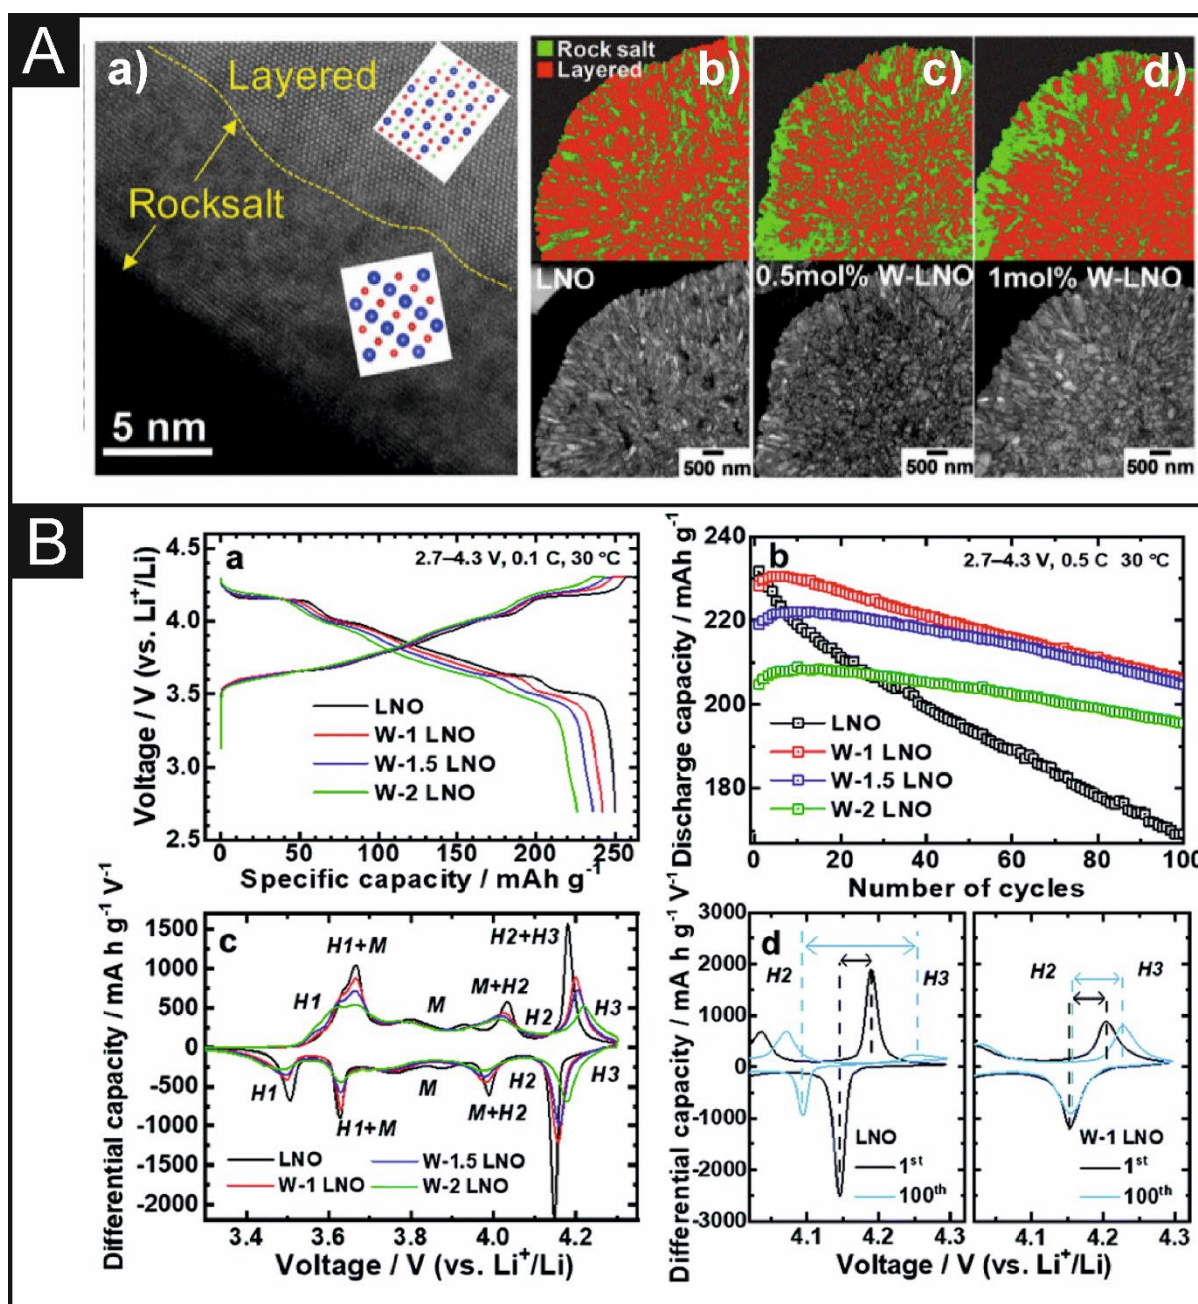 A
a)
Layered
Rocksalt
5 nm
Rock salt
Layered
b)
c)
d)
LNO
0.5mol% W-LNO
1mol% W-LNO
500 nm
500 nm
500 nm
B
a
2.7–4.3 V, 0.1 C, 30 °C
Voltage / V (vs. Li⁺/Li)
4.5
4.0
3.5
3.0
2.5
LNO
W-1 LNO
W-1.5 LNO
W-2 LNO
0 50 100 150 200 250
Specific capacity / mAh g⁻¹
b
2.7–4.3 V, 0.5 C 30 °C
Discharge capacity / mAh g⁻¹
240
220
200
180
LNO
W-1 LNO
W-1.5 LNO
W-2 LNO
0 20 40 60 80 100
Number of cycles
c
Differential capacity / mA h g⁻¹ V⁻¹
1500
1000
500
0
-500
-1000
-1500
-2000
H1
H1+M
M
M+H2
H2+H3
H2
H3
H1
H1+M
M
M+H2
H2
H3
LNO
W-1.5 LNO
W-1 LNO
W-2 LNO
3.4 3.6 3.8 4.0 4.2
Voltage / V (vs. Li⁺/Li)
d
Differential capacity / mA h g⁻¹ V⁻¹
3000
2000
1000
0
-1000
-2000
-3000
H2
H3
LNO
1ˢᵗ
100ᵗʰ
H2
H3
W-1 LNO
1ˢᵗ
100ᵗʰ
4.1 4.2 4.3
4.1 4.2 4.3
Voltage / V (vs. Li⁺/Li)